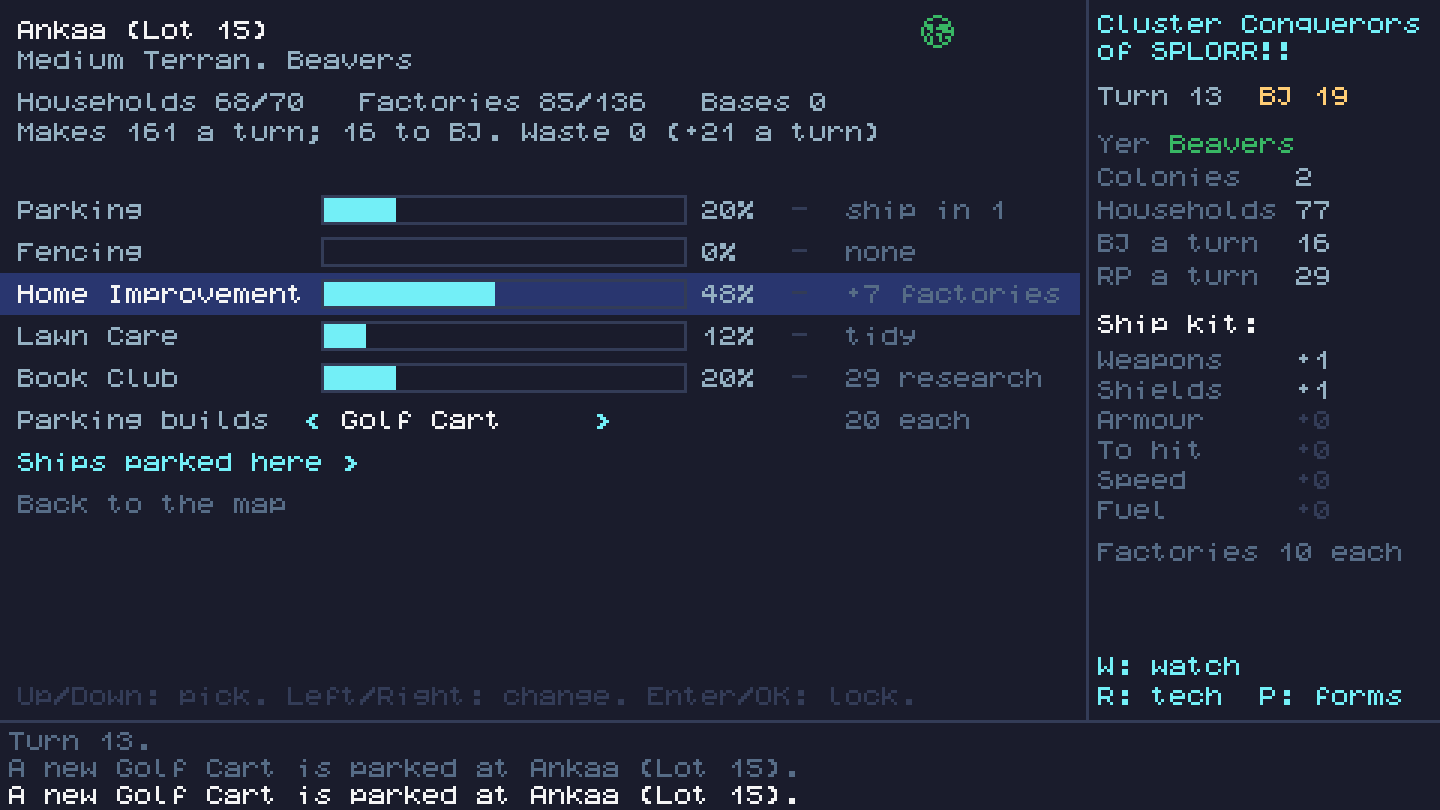 Ankaa (Lot 15)
Medium Terran. Beavers
Households 68/70 Factories 85/136 Bases 0
Makes 161 a turn; 16 to BJ. Waste 0 (+21 a turn)
Parking 20% — ship in 1
Fencing 0% — none
Home Improvement 48% — +7 factories
Lawn Care 12% — tidy
Book Club 20% — 29 research
Parking builds < Golf Cart > 20 each
Ships parked here >
Back to the map
Up/Down: pick. Left/Right: change. Enter/OK: lock.
Cluster Conquerors
of SPLORR!!
Turn 13 BJ 19
Yer Beavers
Colonies 2
Households 77
BJ a turn 16
RP a turn 29
Ship kit:
Weapons +1
Shields +1
Armour +0
To hit +0
Speed +0
Fuel +0
Factories 10 each
W: watch
R: tech P: forms
Turn 13.
A new Golf Cart is parked at Ankaa (Lot 15).
A new Golf Cart is parked at Ankaa (Lot 15).